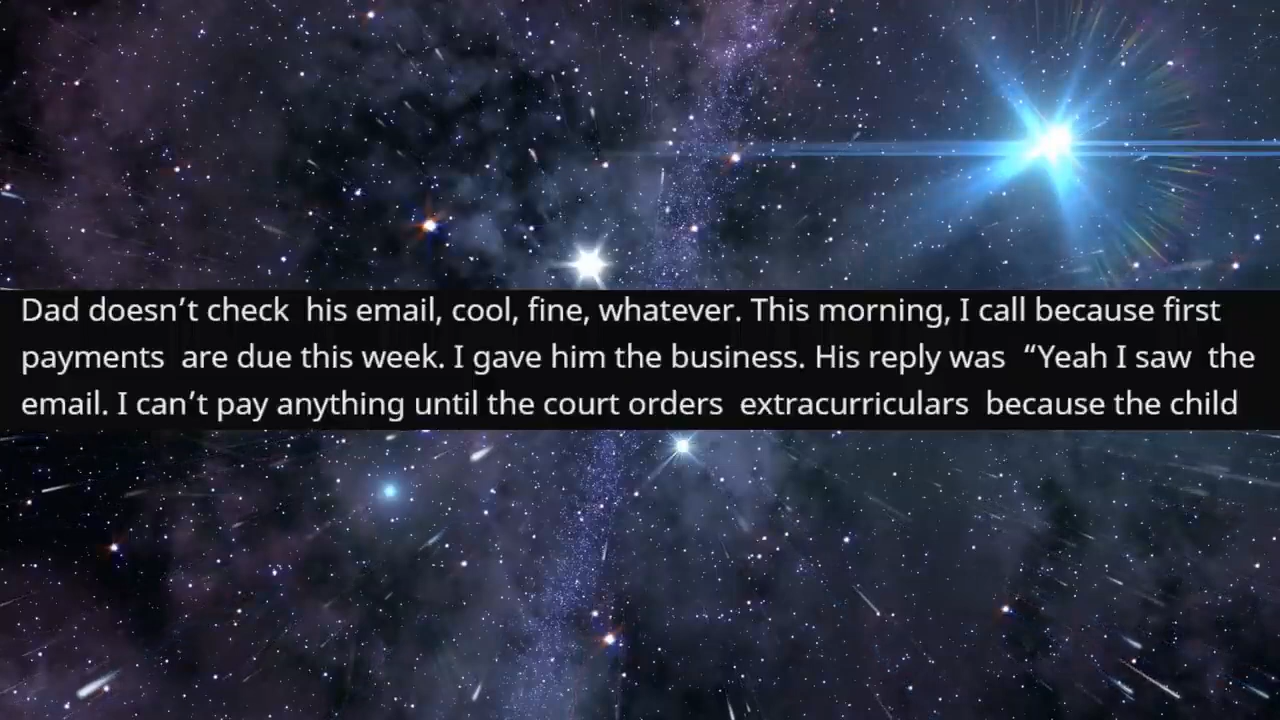 Dad doesn’t check his email, cool, fine, whatever. This morning, I call because first
payments are due this week. I gave him the business. His reply was “Yeah I saw the
email. I can’t pay anything until the court orders extracurriculars because the child